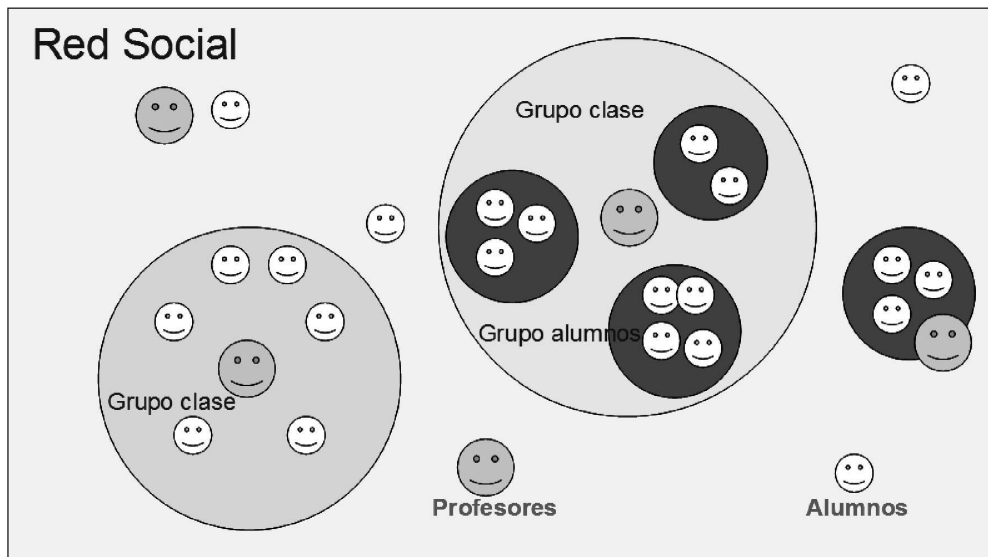 Red Social
Grupo clase
Grupo alumnos
Grupo clase
Profesores
Alumnos